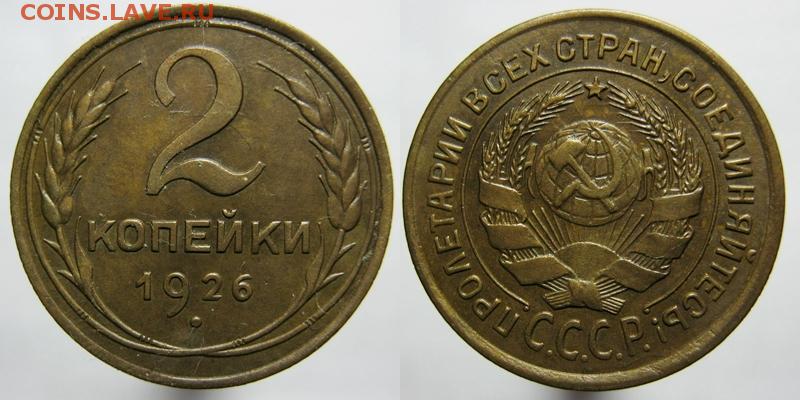 COINS.LAVE.RU
2
КОПЕЙКИ
1926
ПРОЛЕТАРИИ ВСЕХ СТРАН, СОЕДИНЯЙТЕСЬ!
С.С.С.Р.